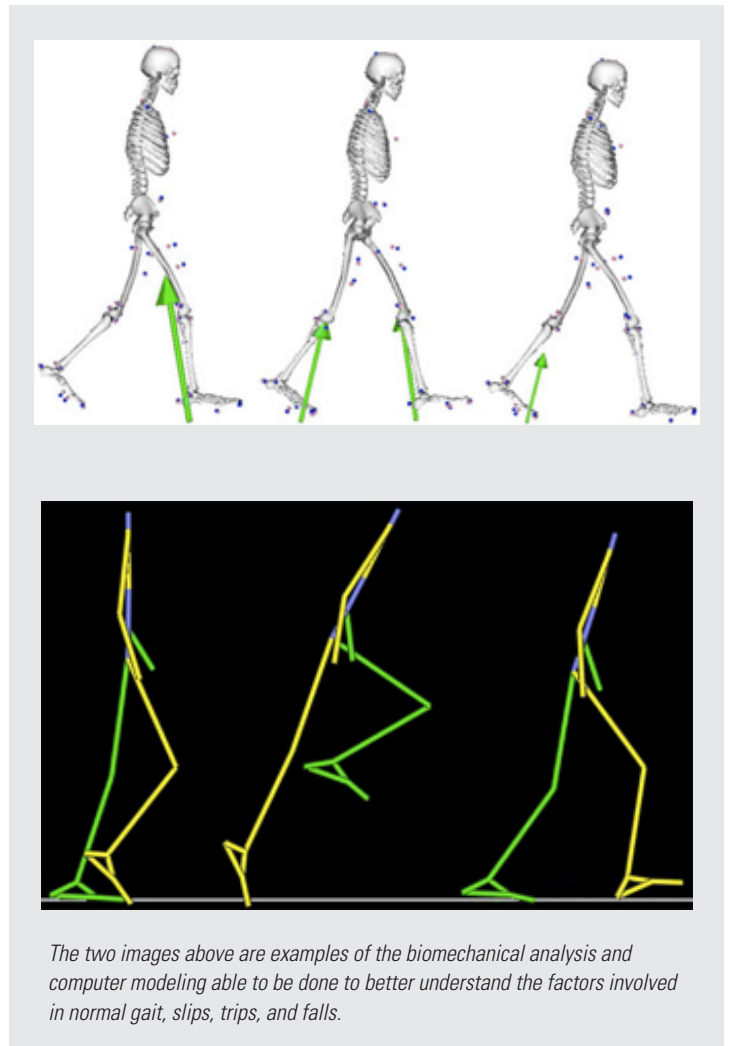 The two images above are examples of the biomechanical analysis and
computer modeling able to be done to better understand the factors involved
in normal gait, slips, trips, and falls.